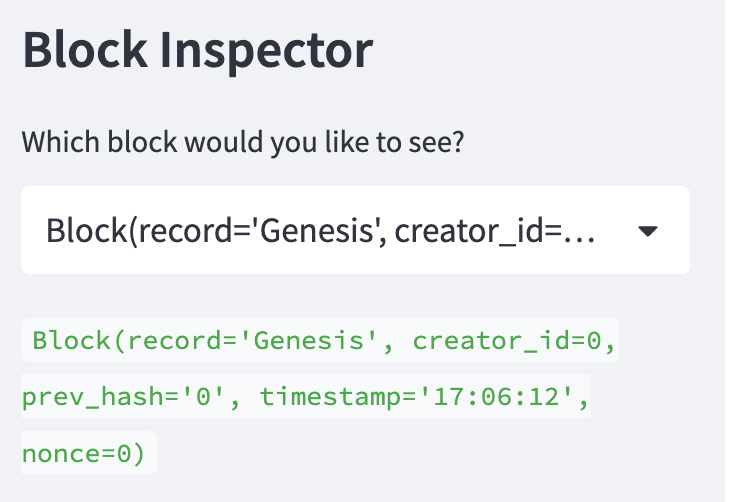 Block Inspector
Which block would you like to see?
Block(record='Genesis', creator_id=...
Block(record='Genesis', creator_id=0,
prev_hash='0', timestamp='17:06:12',
nonce=0)